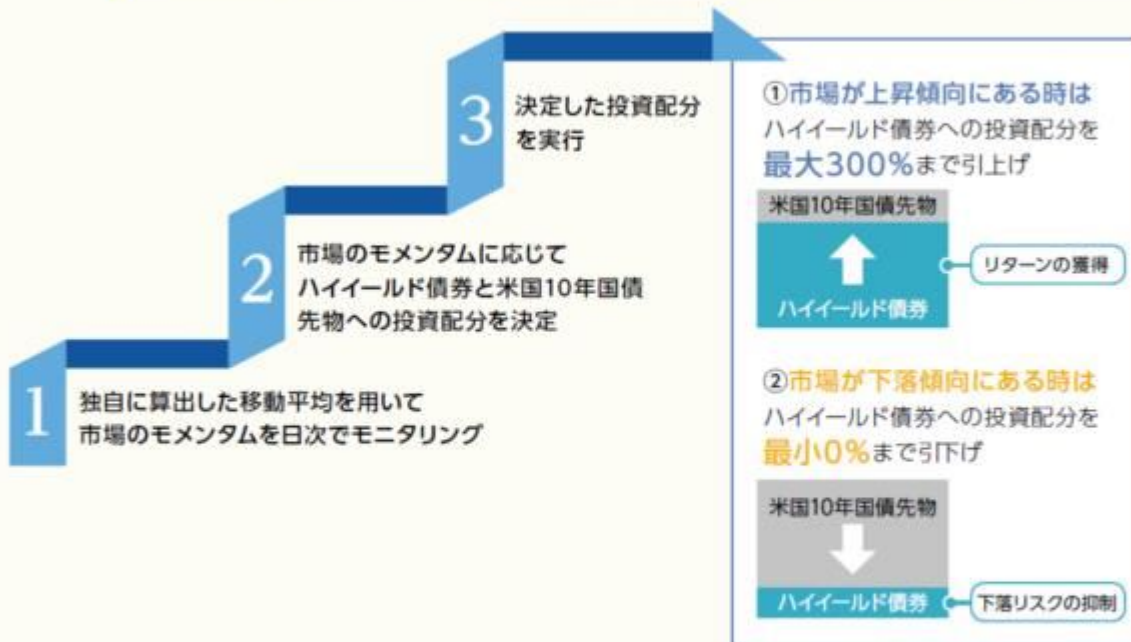 3
決定した投資配分
を実行
2
市場のモメンタムに応じて
ハイイールド債券と米国10年国債
先物への投資配分を決定
1
独自に算出した移動平均を用いて
市場のモメンタムを日次でモニタリング
①市場が上昇傾向にある時は
ハイイールド債券への投資配分を
最大300%まで引上げ
米国10年国債先物
ハイイールド債券
リターンの獲得
②市場が下落傾向にある時は
ハイイールド債券への投資配分を
最小0%まで引下げ
米国10年国債先物
ハイイールド債券
下落リスクの抑制